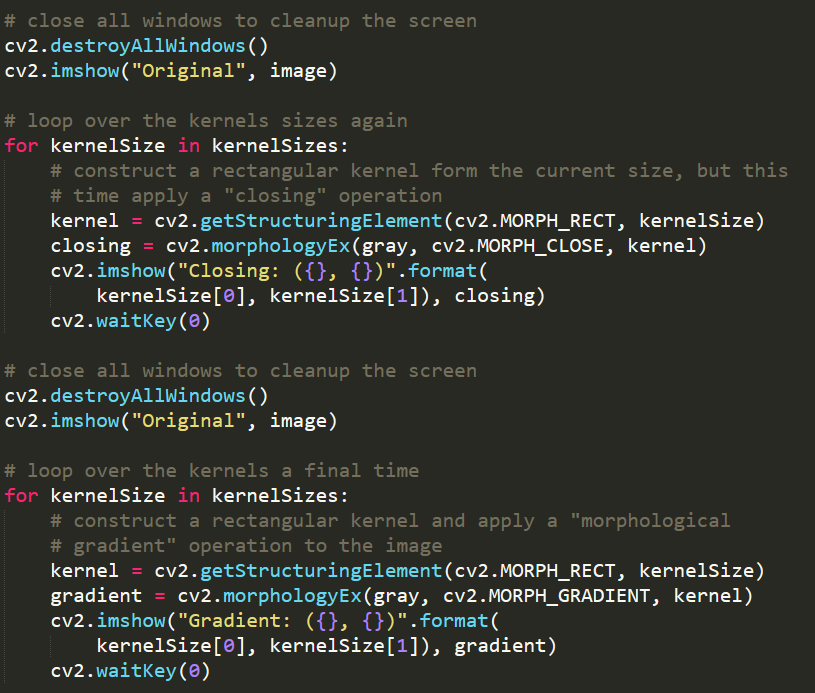 # close all windows to cleanup the screen
cv2.destroyAllWindows()
cv2.imshow("Original", image)

# loop over the kernels sizes again
for kernelSize in kernelSizes:
    # construct a rectangular kernel form the current size, but this
    # time apply a "closing" operation
    kernel = cv2.getStructuringElement(cv2.MORPH_RECT, kernelSize)
    closing = cv2.morphologyEx(gray, cv2.MORPH_CLOSE, kernel)
    cv2.imshow("Closing: ({}, {})".format(
        kernelSize[0], kernelSize[1]), closing)
    cv2.waitKey(0)

# close all windows to cleanup the screen
cv2.destroyAllWindows()
cv2.imshow("Original", image)

# loop over the kernels a final time
for kernelSize in kernelSizes:
    # construct a rectangular kernel and apply a "morphological
    # gradient" operation to the image
    kernel = cv2.getStructuringElement(cv2.MORPH_RECT, kernelSize)
    gradient = cv2.morphologyEx(gray, cv2.MORPH_GRADIENT, kernel)
    cv2.imshow("Gradient: ({}, {})".format(
        kernelSize[0], kernelSize[1]), gradient)
    cv2.waitKey(0)